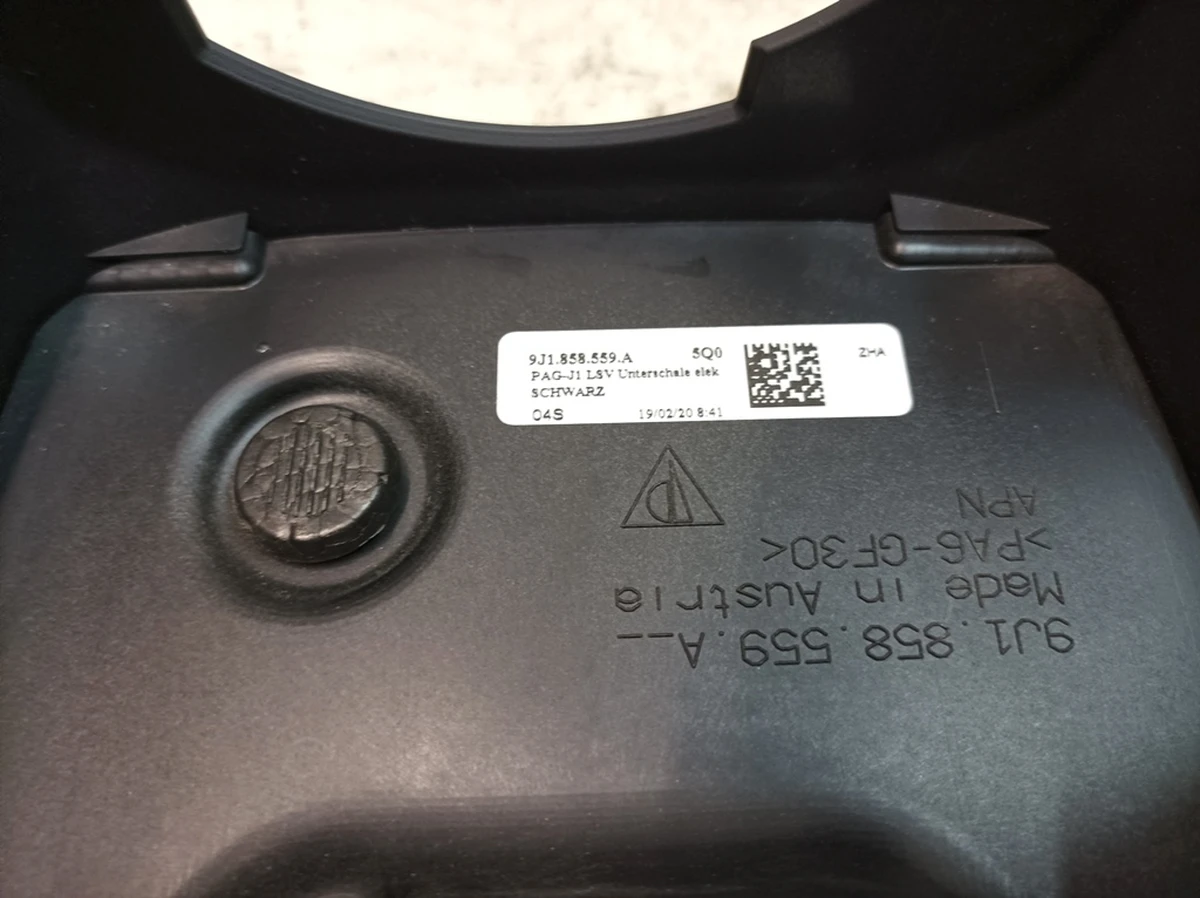 9J1.858.559.A 5Q0 ZHA
PAG-J1 LSV Unterschale elek
SCHWARZ
04S 19/02/20 8:41
9J1.858.559.A__
Made in Austria
>PA6-GF30<
APN